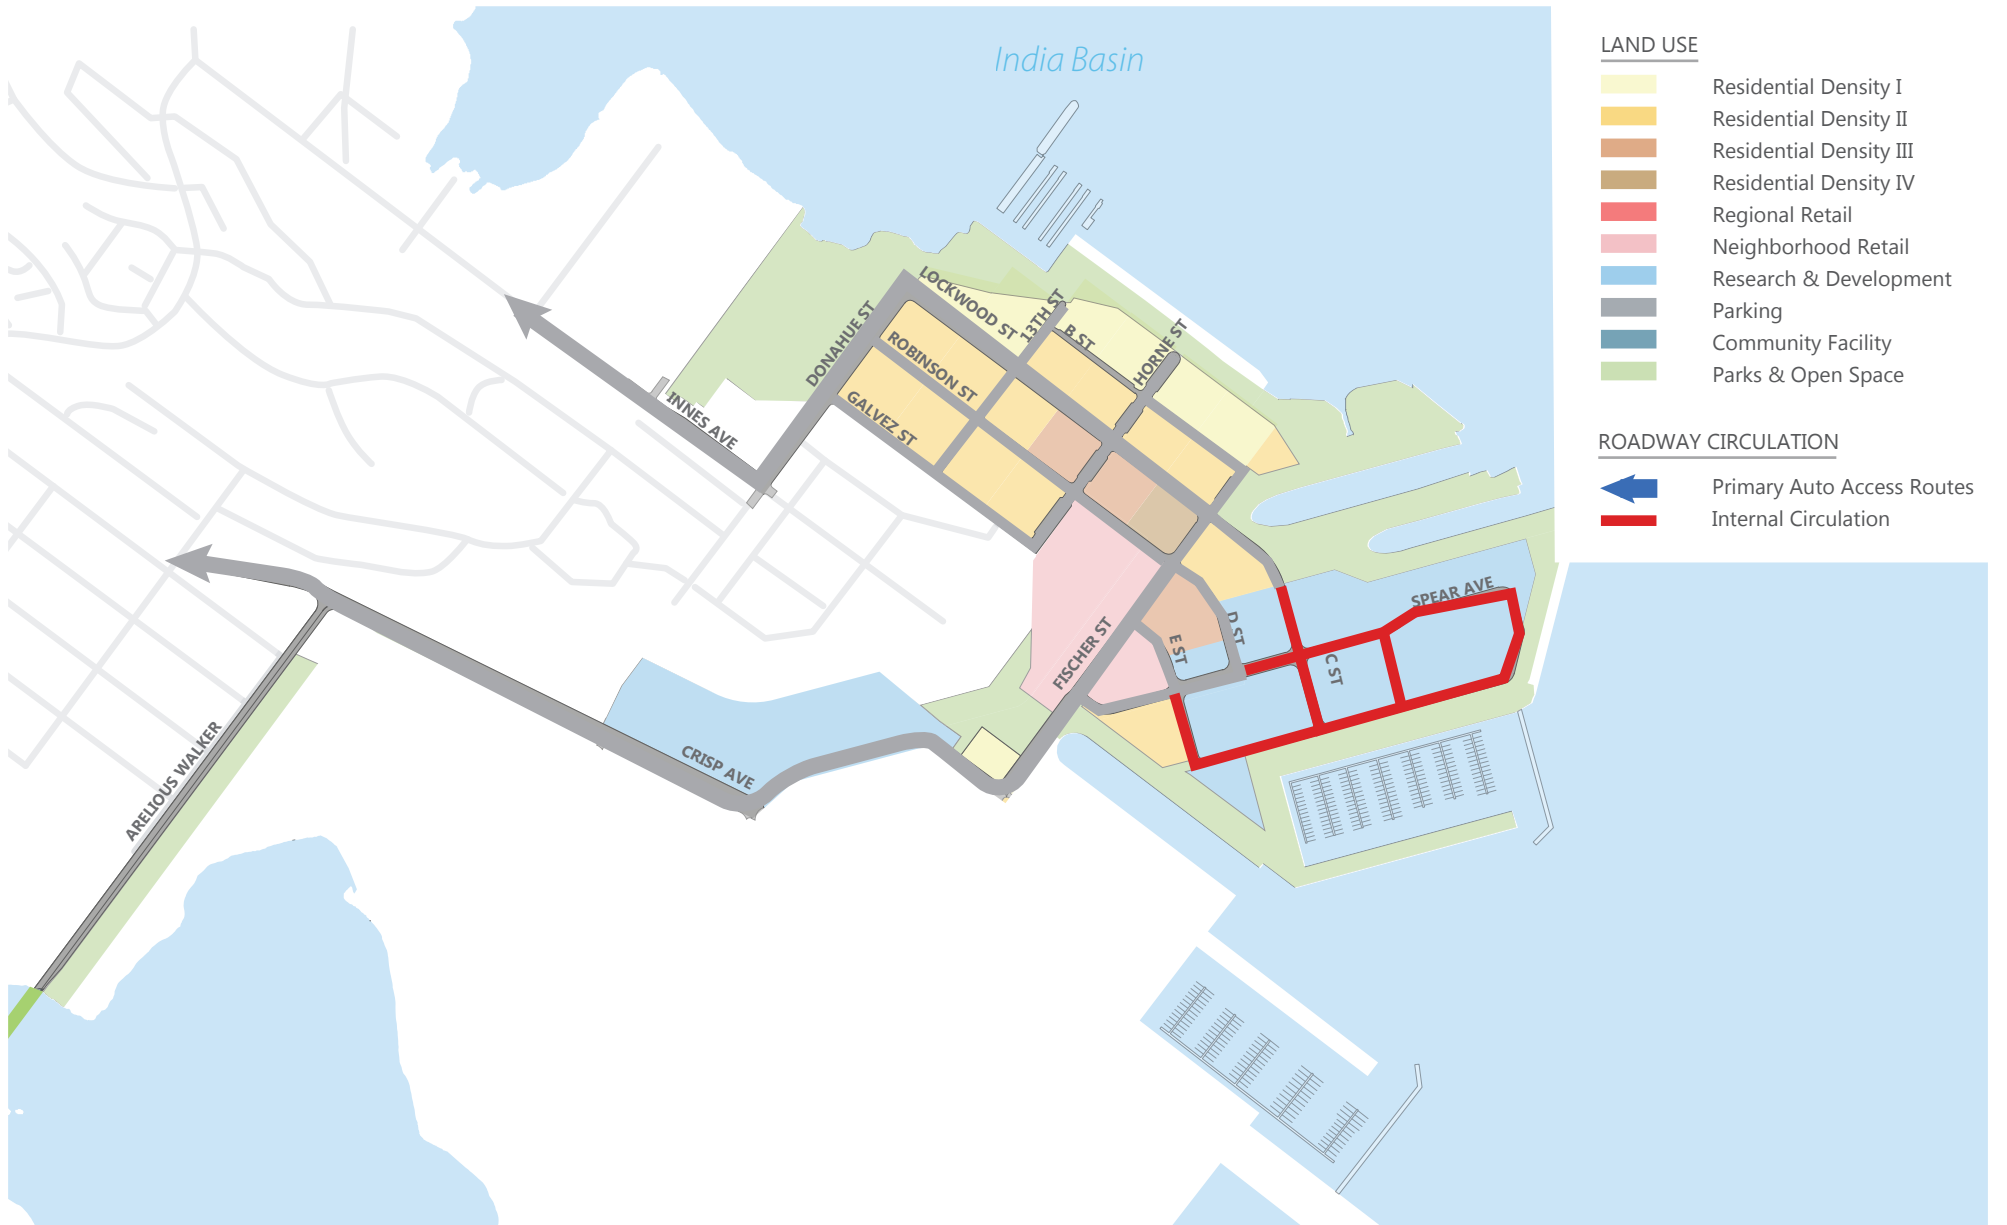 India Basin
LAND USE
Residential Density I
Residential Density II
Residential Density III
Residential Density IV
Regional Retail
Neighborhood Retail
Research & Development
Parking
Community Facility
Parks & Open Space
ROADWAY CIRCULATION
Primary Auto Access Routes
Internal Circulation
LOCKWOOD ST
13TH ST
B ST
HORNE ST
DONAHUE ST
ROBINSON ST
GALVEZ ST
INNES AVE
SPEAR AVE
D ST
E ST
C ST
FISCHER ST
ARELIOUS WALKER
CRISP AVE